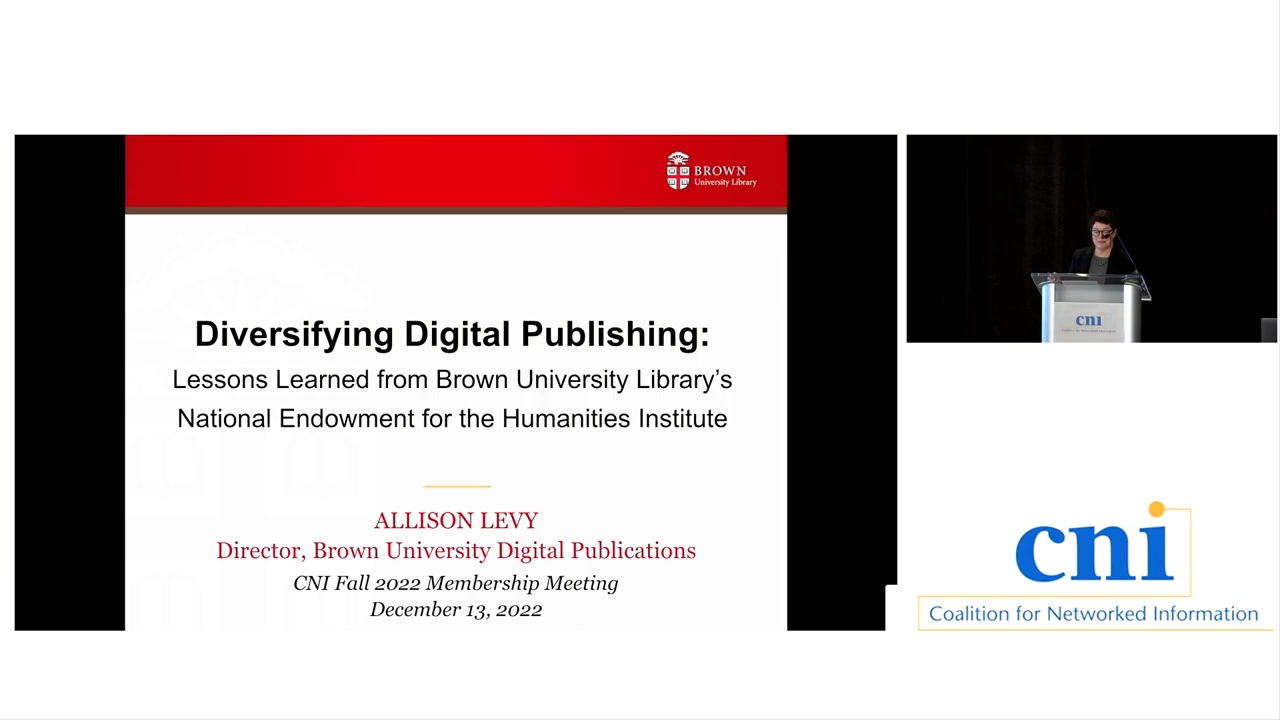 BROWN
University Library
Diversifying Digital Publishing:
Lessons Learned from Brown University Library's
National Endowment for the Humanities Institute
ALLISON LEVY
Director, Brown University Digital Publications
CNI Fall 2022 Membership Meeting
December 13, 2022
cni
cni
Coalition for Networked Information